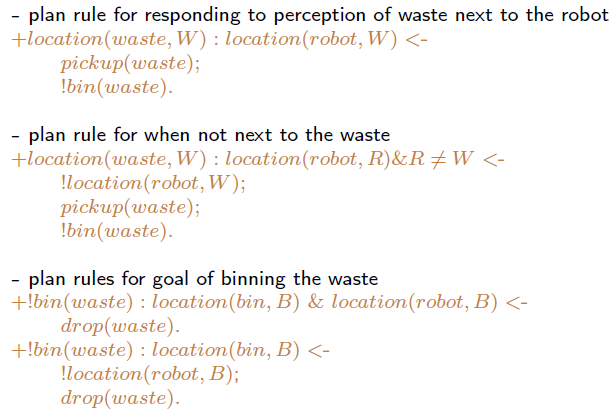 - plan rule for responding to perception of waste next to the robot
+location(waste, W) : location(robot, W) <-
pickup(waste);
!bin(waste).
- plan rule for when not next to the waste
+location(waste, W) : location(robot, R)&R ≠ W <-
!location(robot, W);
pickup(waste);
!bin(waste).
- plan rules for goal of binning the waste
+!bin(waste) : location(bin, B) & location(robot, B) <-
drop(waste).
+!bin(waste) : location(bin, B) <-
!location(robot, B);
drop(waste).